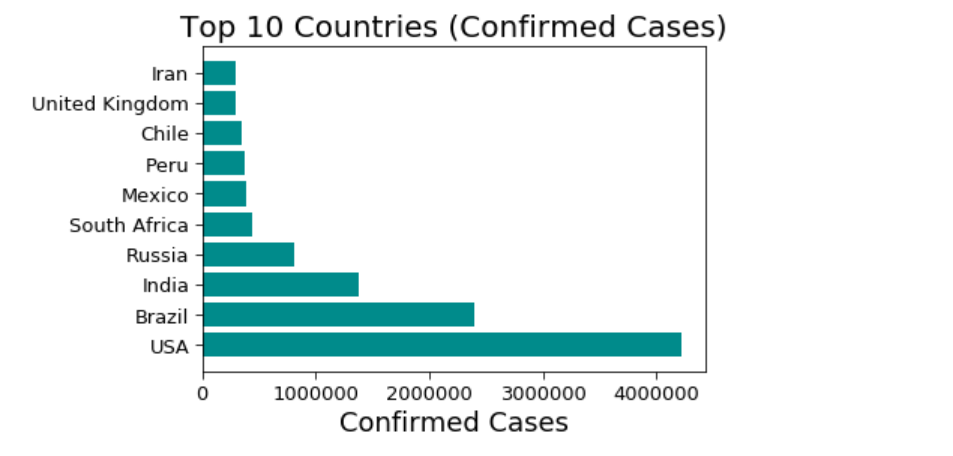 Top 10 Countries (Confirmed Cases)
Iran
United Kingdom
Chile
Peru
Mexico
South Africa
Russia
India
Brazil
USA
0 1000000 2000000 3000000 4000000
Confirmed Cases